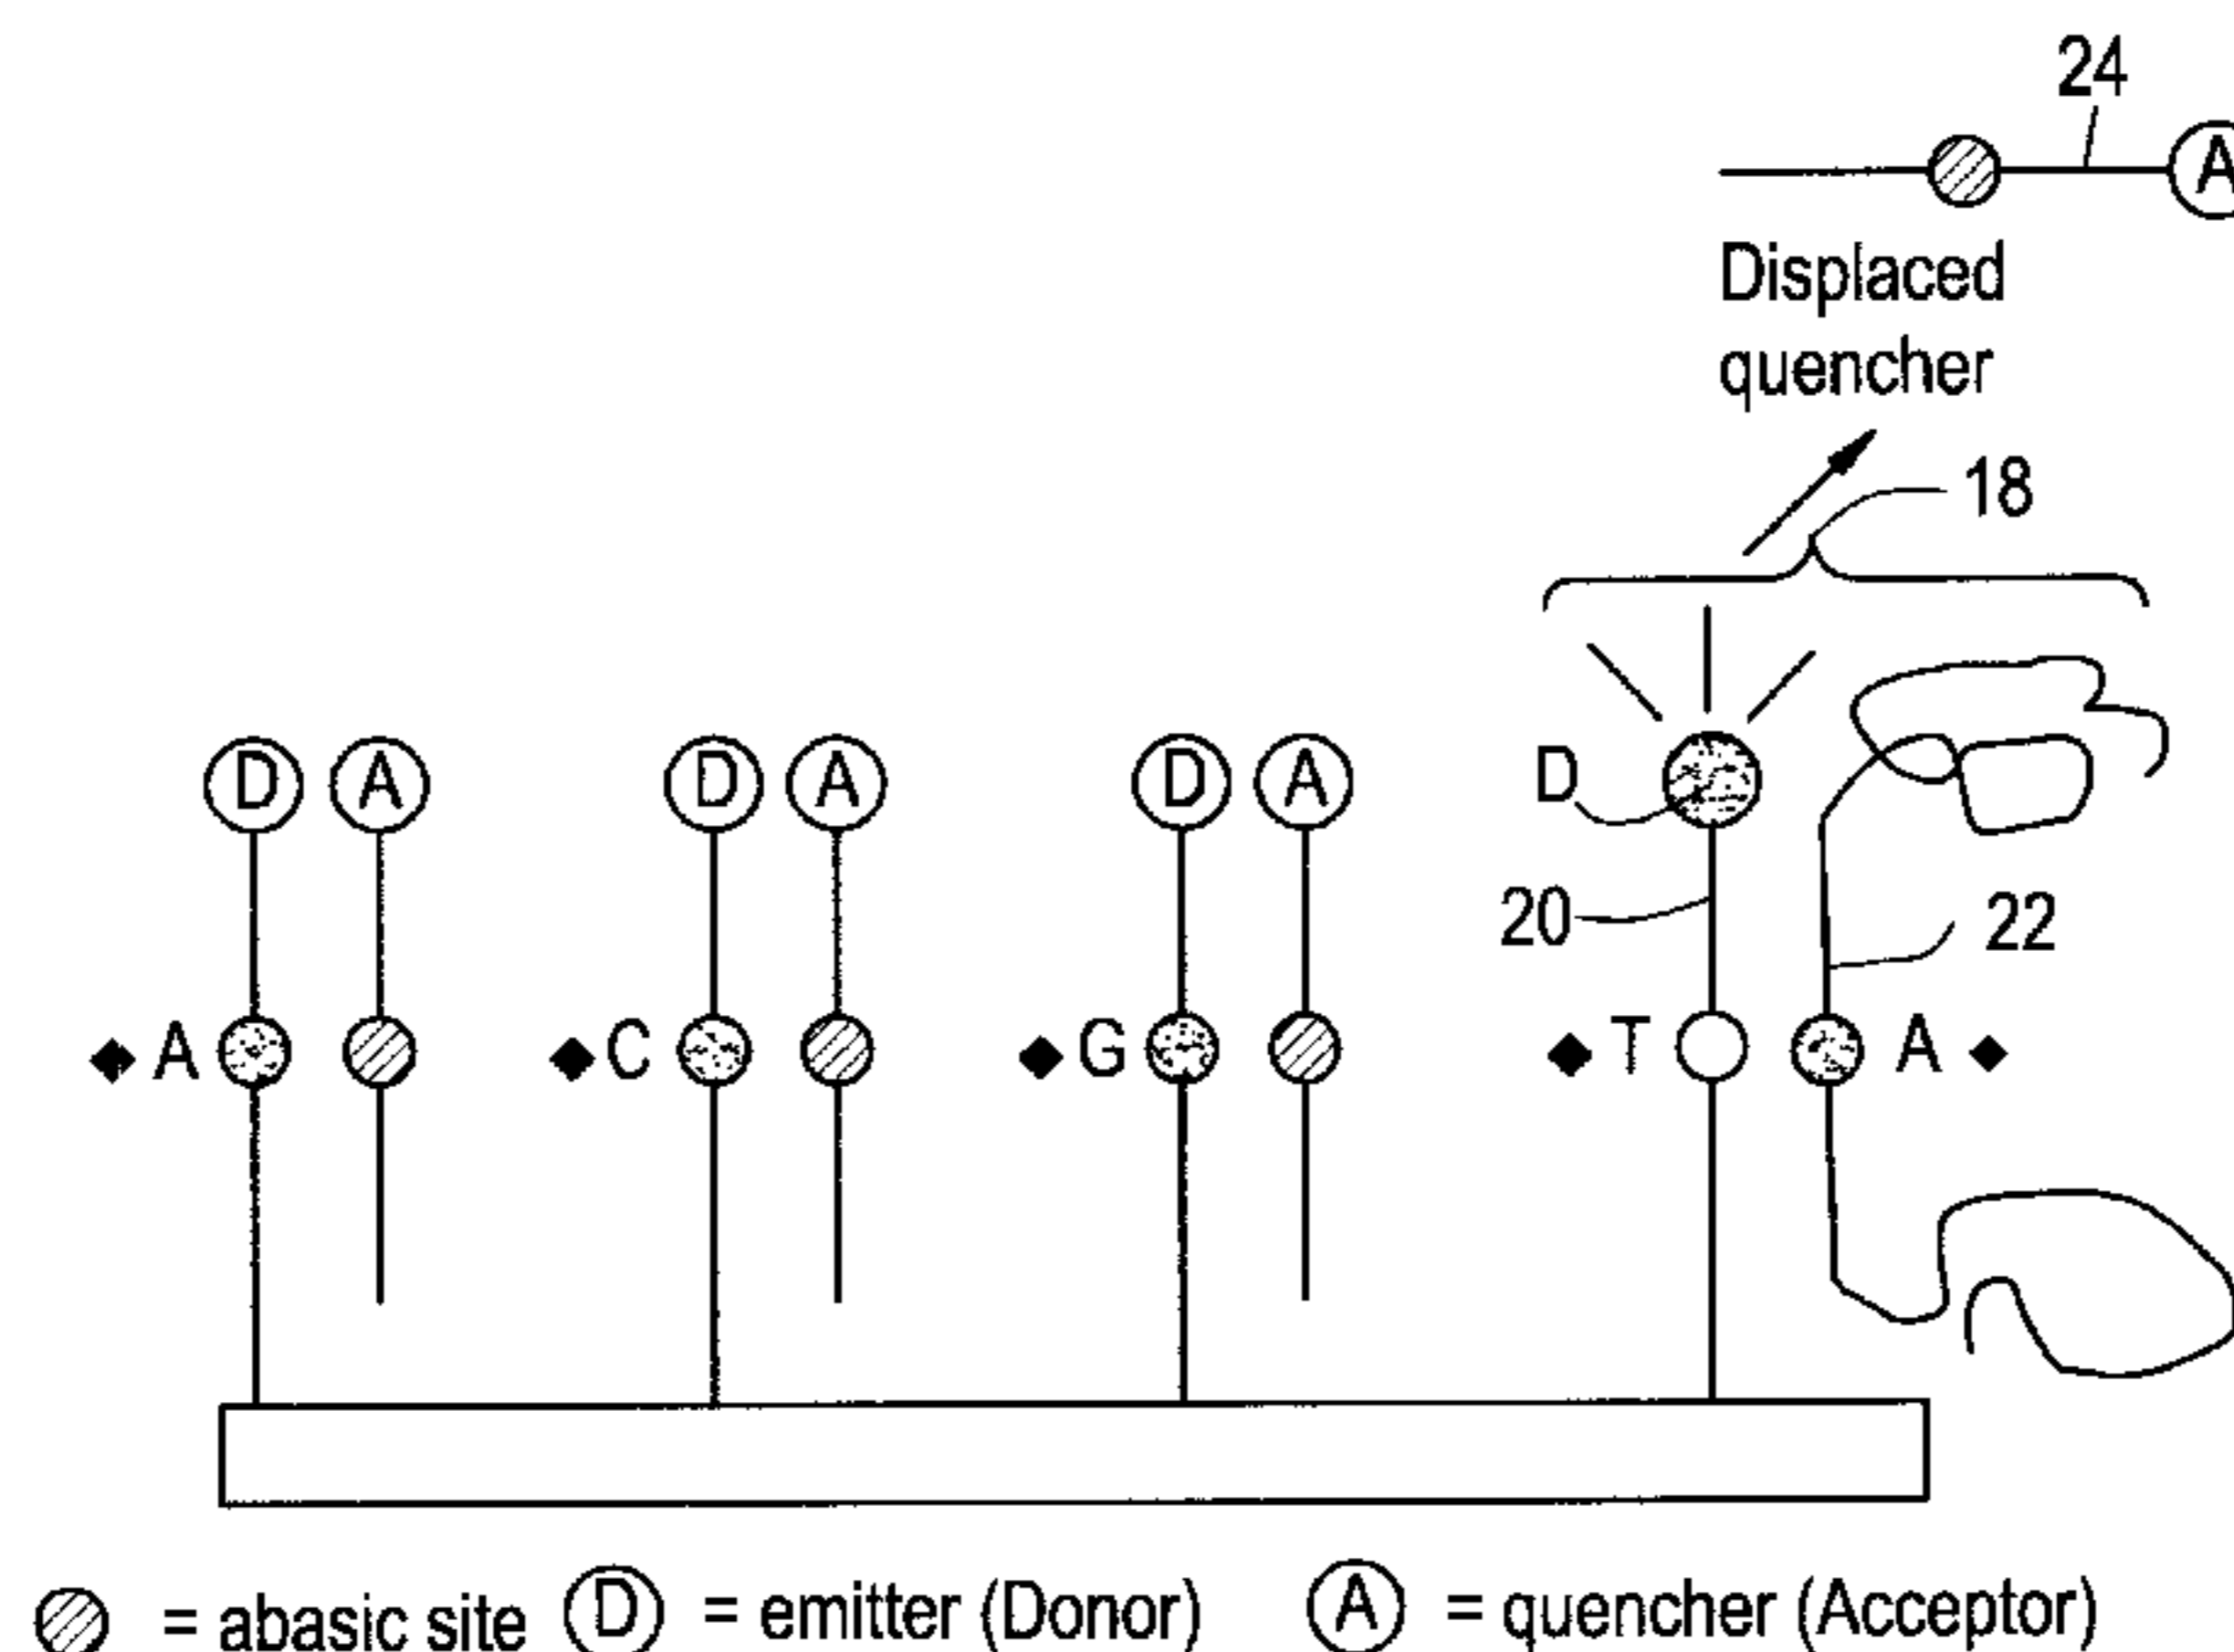 24
A
Displaced
quencher
18
D A D A D A D
20 22
◆ A ◆ C ◆ G ◆ T A ◆
= abasic site D = emitter (Donor) A = quencher (Acceptor)